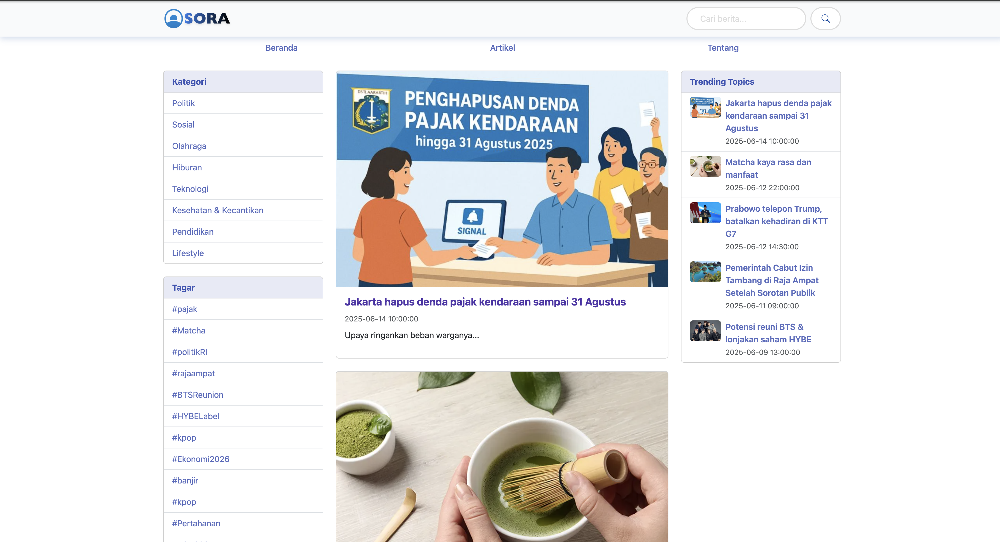 SORA
Cari berita...
Beranda
Artikel
Tentang
Kategori
Politik
Sosial
Olahraga
Hiburan
Teknologi
Kesehatan & Kecantikan
Pendidikan
Lifestyle
Tagar
#pajak
#Matcha
#politikRI
#rajaampat
#BTSReunion
#HYBELabel
#kpop
#Ekonomi2026
#banjir
#kpop
#Pertahanan
DSTL AARARTIH
PENGHAPUSAN DENDA
PAJAK KENDARAAN
hingga 31 Agustus 2025
SIGNAL
Jakarta hapus denda pajak kendaraan sampai 31 Agustus
2025-06-14 10:00:00
Upaya ringankan beban warganya...
Trending Topics
PENGHAPUSAN DENDA
PAJAK KENDARAAN
Jakarta hapus denda pajak
kendaraan sampai 31
Agustus
2025-06-14 10:00:00
Matcha kaya rasa dan
manfaat
2025-06-12 22:00:00
Prabowo telepon Trump,
batalkan kehadiran di KTT
G7
2025-06-12 14:30:00
Pemerintah Cabut Izin
Tambang di Raja Ampat
Setelah Sorotan Publik
2025-06-11 09:00:00
Potensi reuni BTS &
lonjakan saham HYBE
2025-06-09 13:00:00